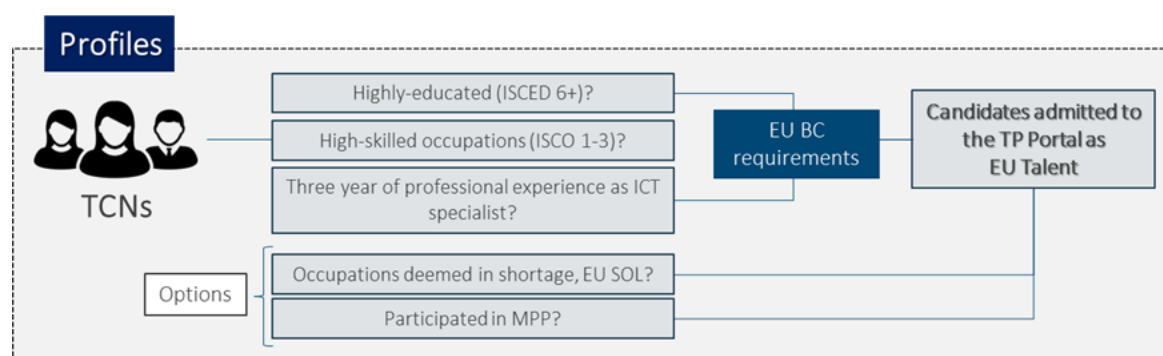 Profiles
Highly-educated (ISCED 6+)?
High-skilled occupations (ISCO 1-3)?
Three year of professional experience as ICT
specialist?
TCNs
EU BC
requirements
Candidates admitted to
the TP Portal as
EU Talent
Options
Occupations deemed in shortage, EU SOL?
Participated in MPP?